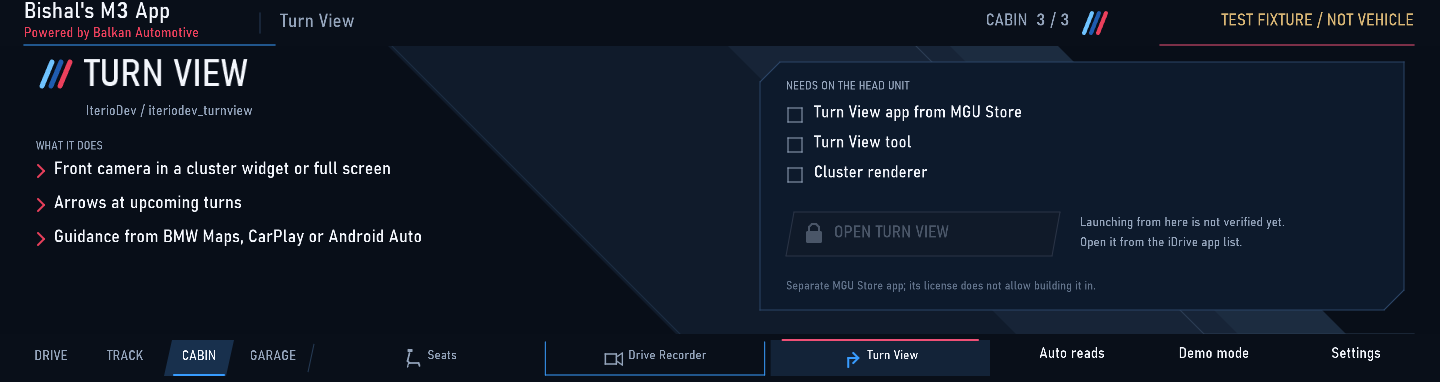 Bishal's M3 App
Powered by Balkan Automotive
Turn View
CABIN 3 / 3
TEST FIXTURE / NOT VEHICLE
TURN VIEW
IterioDev / iteriodev_turnview
WHAT IT DOES
Front camera in a cluster widget or full screen
Arrows at upcoming turns
Guidance from BMW Maps, CarPlay or Android Auto
NEEDS ON THE HEAD UNIT
Turn View app from MGU Store
Turn View tool
Cluster renderer
OPEN TURN VIEW
Launching from here is not verified yet.
Open it from the iDrive app list.
Separate MGU Store app; its license does not allow building it in.
DRIVE
TRACK
CABIN
GARAGE
Seats
Drive Recorder
Turn View
Auto reads
Demo mode
Settings